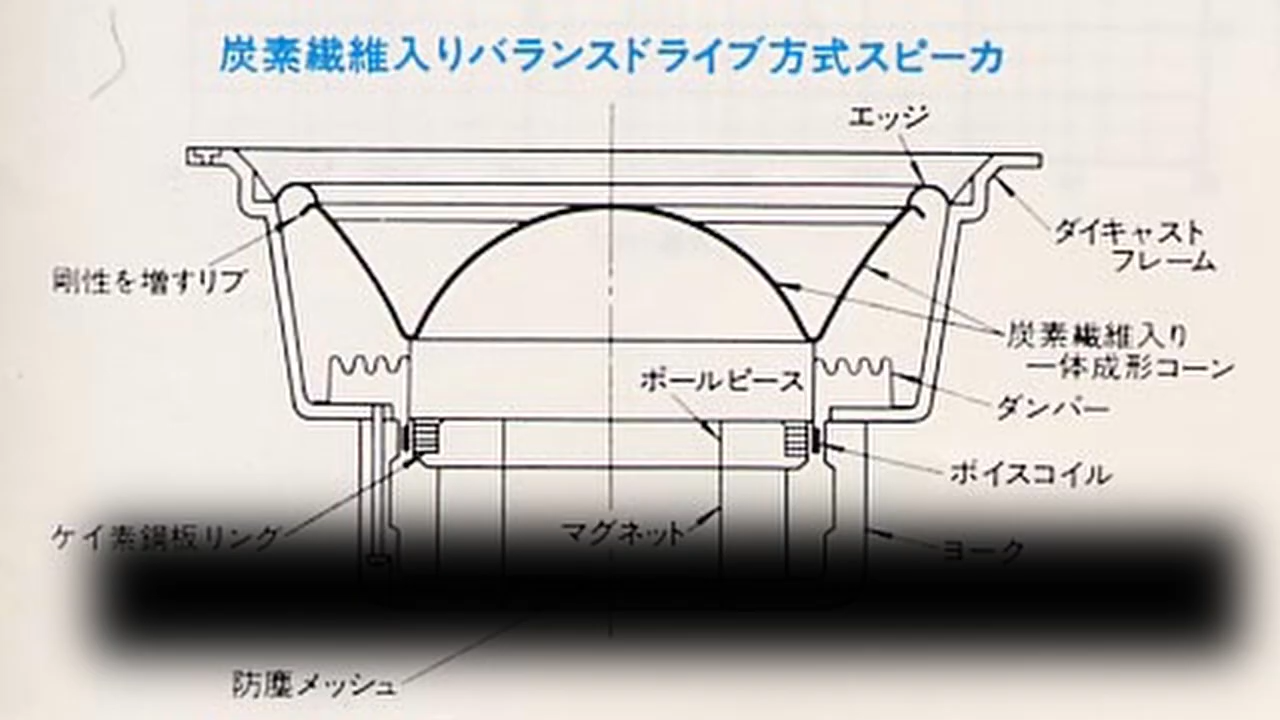 炭素繊維入りバランスドライブ方式スピーカ
エッジ
ダイキャスト
フレーム
剛性を増すリブ
炭素繊維入り
一体成形コーン
ポールピース
ダンパー
ボイスコイル
ケイ素鋼板リング
マグネット
ヨーク
防塵メッシュ